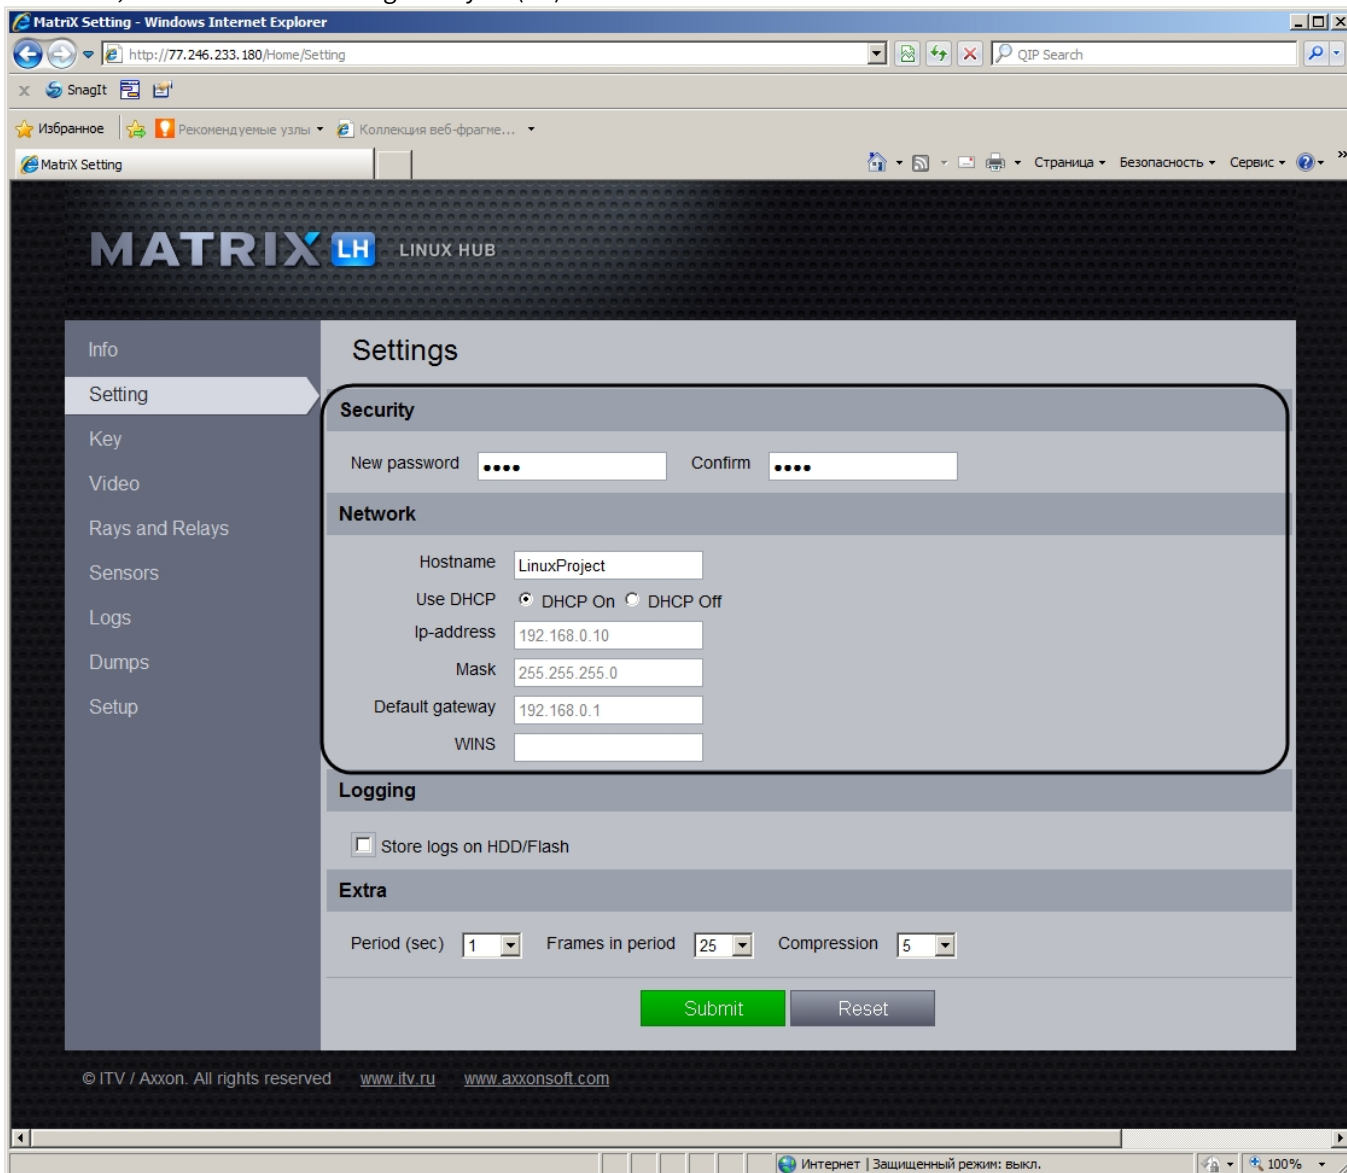 MatriX Setting - Windows Internet Explorer
http://77.246.233.180/Home/Setting
QIP Search
x SnagIt
Избранное Рекомендуемые узлы Коллекция веб-фрагме...
MatriX Setting
Страница Безопасность Сервис »
MATRIX LH LINUX HUB
Info
Setting
Key
Video
Rays and Relays
Sensors
Logs
Dumps
Setup
Settings
Security
New password •••• Confirm ••••
Network
Hostname LinuxProject
Use DHCP DHCP On DHCP Off
Ip-address 192.168.0.10
Mask 255.255.255.0
Default gateway 192.168.0.1
WINS
Logging
Store logs on HDD/Flash
Extra
Period (sec) 1 Frames in period 25 Compression 5
Submit Reset
© ITV / Axxon. All rights reserved www.itv.ru www.axxonsoft.com
Интернет | Защищенный режим: выкл. 100%